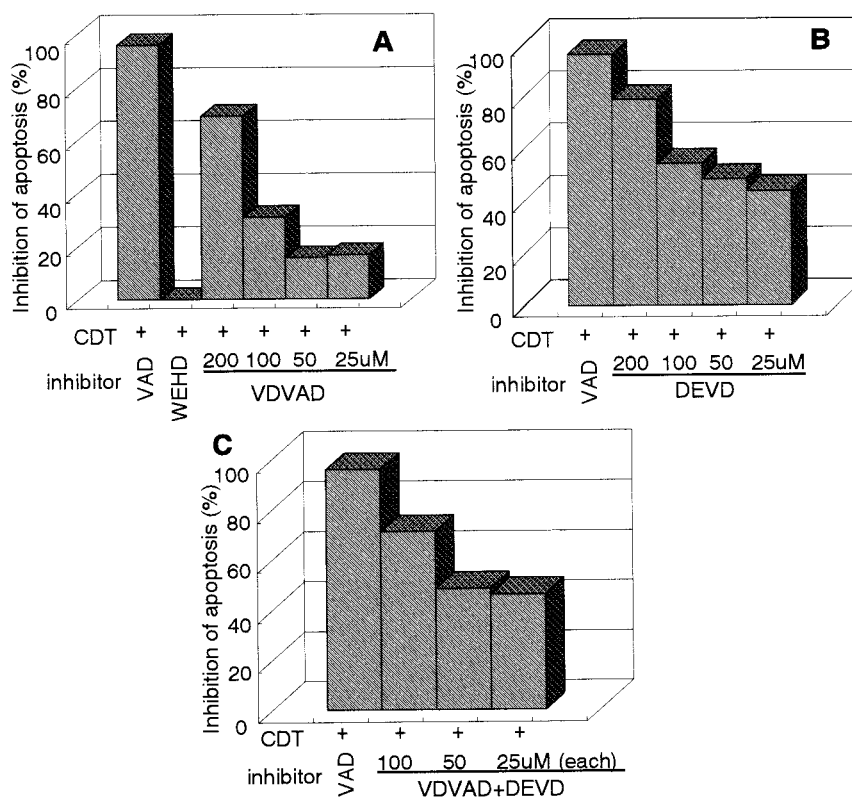 A
Inhibition of apoptosis (%)
100
80
60
40
20
0
CDT + + + + + +
inhibitor VAD WEHD 200 100 50 25uM
VDVAD
B
Inhibition of apoptosis (%)
100
80
60
40
20
0
CDT + + + + +
inhibitor VAD 200 100 50 25uM
DEVD
C
Inhibition of apoptosis (%)
100
80
60
40
20
0
CDT + + + +
inhibitor VAD 100 50 25uM (each)
VDVAD+DEVD